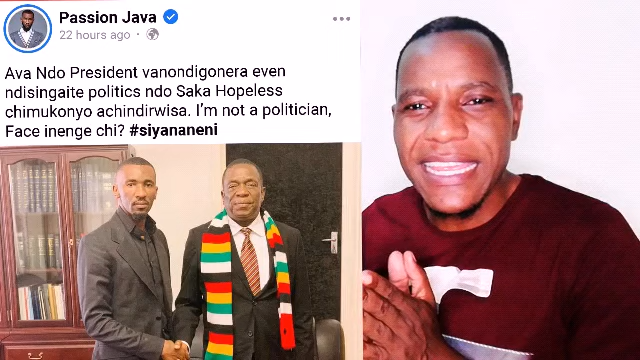 Passion Java
22 hours ago
Ava Ndo President vanondigonera even
ndisingaite politics ndo Saka Hopeless
chimukonyo achindirwisa. I'm not a politician,
Face inenge chi? #siyananeni